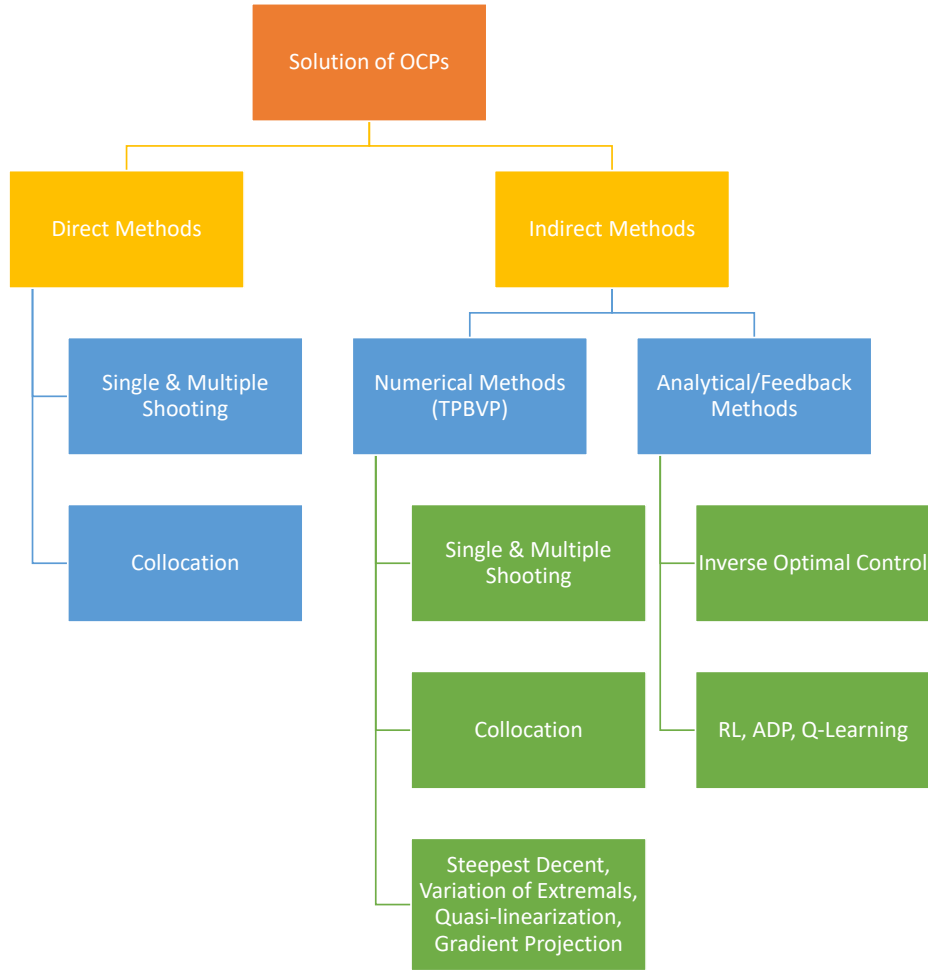 Solution of OCPs
Direct Methods
Indirect Methods
Single & Multiple
Shooting
Numerical Methods
(TPBVP)
Analytical/Feedback
Methods
Collocation
Single & Multiple
Shooting
Inverse Optimal Control
Collocation
RL, ADP, Q-Learning
Steepest Decent,
Variation of Extremals,
Quasi-linearization,
Gradient Projection